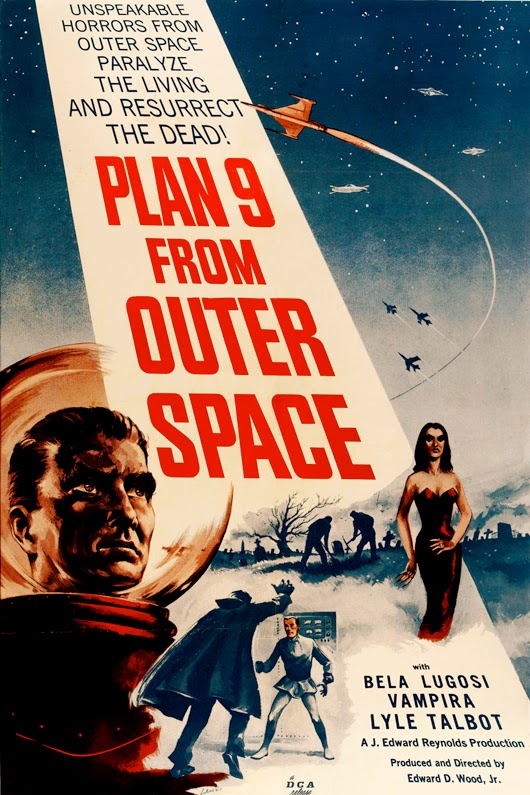 UNSPEAKABLE
HORRORS FROM
OUTER SPACE
PARALYZE
THE LIVING
AND RESURRECT
THE DEAD!
PLAN 9
FROM
OUTER
SPACE
with
BELA LUGOSI
VAMPIRA
LYLE TALBOT
A J. Edward Reynolds Production
Produced and Directed by
Edward D. Wood, Jr.
a
DCA
release